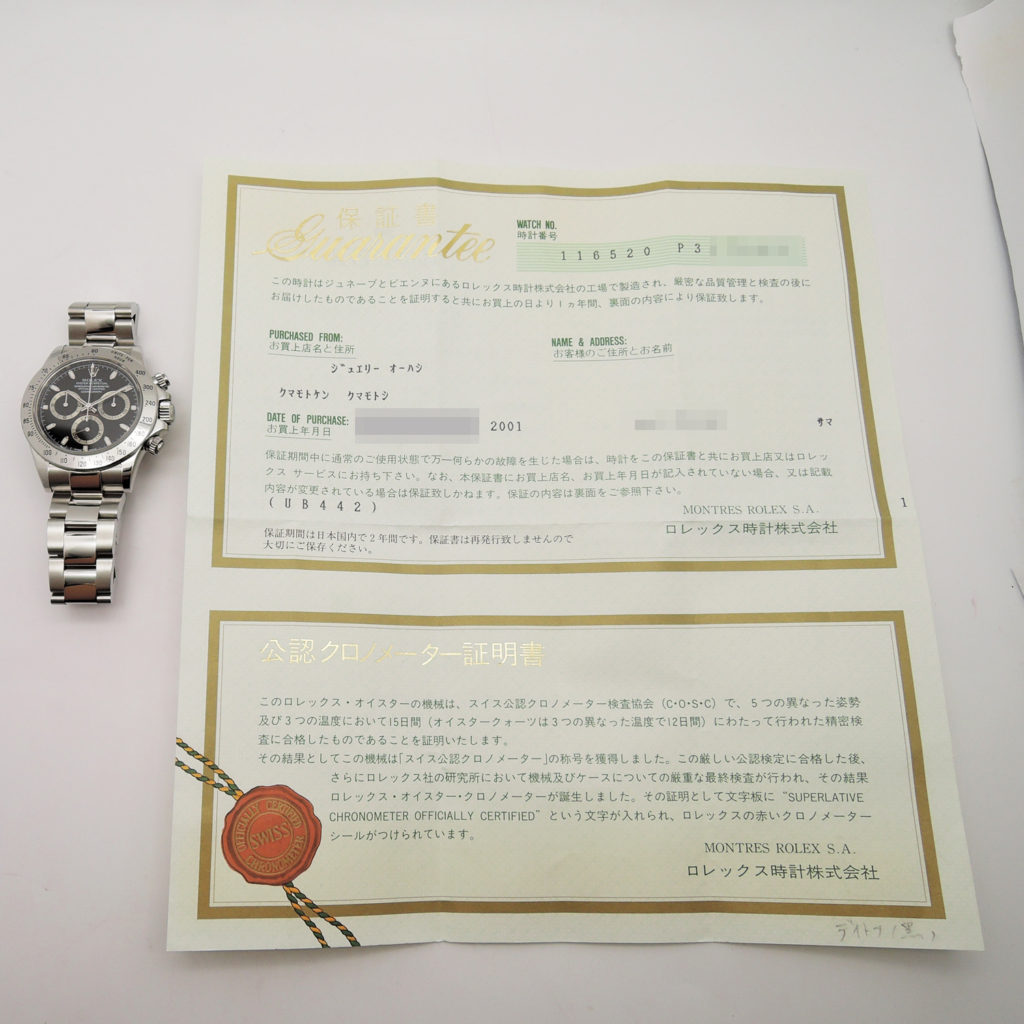 保証書
Guarantee
WATCH NO.
時計番号
116520 P3
この時計はジュネーブとビエンヌにあるロレックス時計株式会社の工場で製造され、厳密な品質管理と検査の後に
お届けしたものであることを証明すると共にお買上の日より1ヵ年間、裏面の内容により保証致します。
PURCHASED FROM:
お買上店名と住所
ジュエリー オーハシ
クマモトケン クマモトシ
NAME & ADDRESS:
お客様のご住所とお名前
DATE OF PURCHASE:
お買上年月日
2001
サマ
保証期間中に通常のご使用状態で万一何らかの故障を生じた場合は、時計をこの保証書と共にお買上店又はロレッ
クス サービスにお持ち下さい。なお、本保証書にお買上店名、お買上年月日が記入されていない場合、又は記載
内容が変更されている場合は保証致しかねます。保証の内容は裏面をご参照下さい。
(UB442)
MONTRES ROLEX S.A.
ロレックス時計株式会社
1
保証期間は日本国内で2年間です。保証書は再発行致しませんので
大切にご保存ください。
公認クロノメーター証明書
このロレックス・オイスターの機械は、スイス公認クロノメーター検査協会(C・O・S・C)で、5つの異なった姿勢
及び3つの温度において15日間(オイスタークォーツは3つの異なった温度で12日間)にわたって行われた精密検
査に合格したものであることを証明いたします。
その結果としてこの機械は「スイス公認クロノメーター」の称号を獲得しました。この厳しい公認検定に合格した後、
さらにロレックス社の研究所において機械及びケースについての厳重な最終検査が行われ、その結果
ロレックス・オイスター・クロノメーターが誕生しました。その証明として文字板に"SUPERLATIVE
CHRONOMETER OFFICIALLY CERTIFIED"という文字が入れられ、ロレックスの赤いクロノメーター
シールがつけられています。
MONTRES ROLEX S.A.
ロレックス時計株式会社
OFFICIALLY CERTIFIED
SWISS
CHRONOMETER
デイトナ(黒)